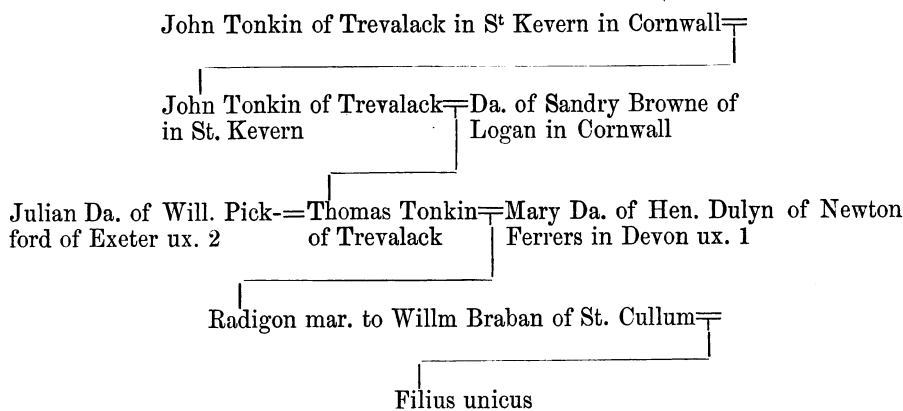 John Tonkin of Trevalack in Sᵗ Kevern in Cornwall
John Tonkin of Trevalack=Da. of Sandry Browne of
in St. Kevern Logan in Cornwall
Julian Da. of Will. Pick-=Thomas Tonkin=Mary Da. of Hen. Dulyn of Newton
ford of Exeter ux. 2 of Trevalack Ferrers in Devon ux. 1
Radigon mar. to Willm Braban of St. Cullum
Filius unicus